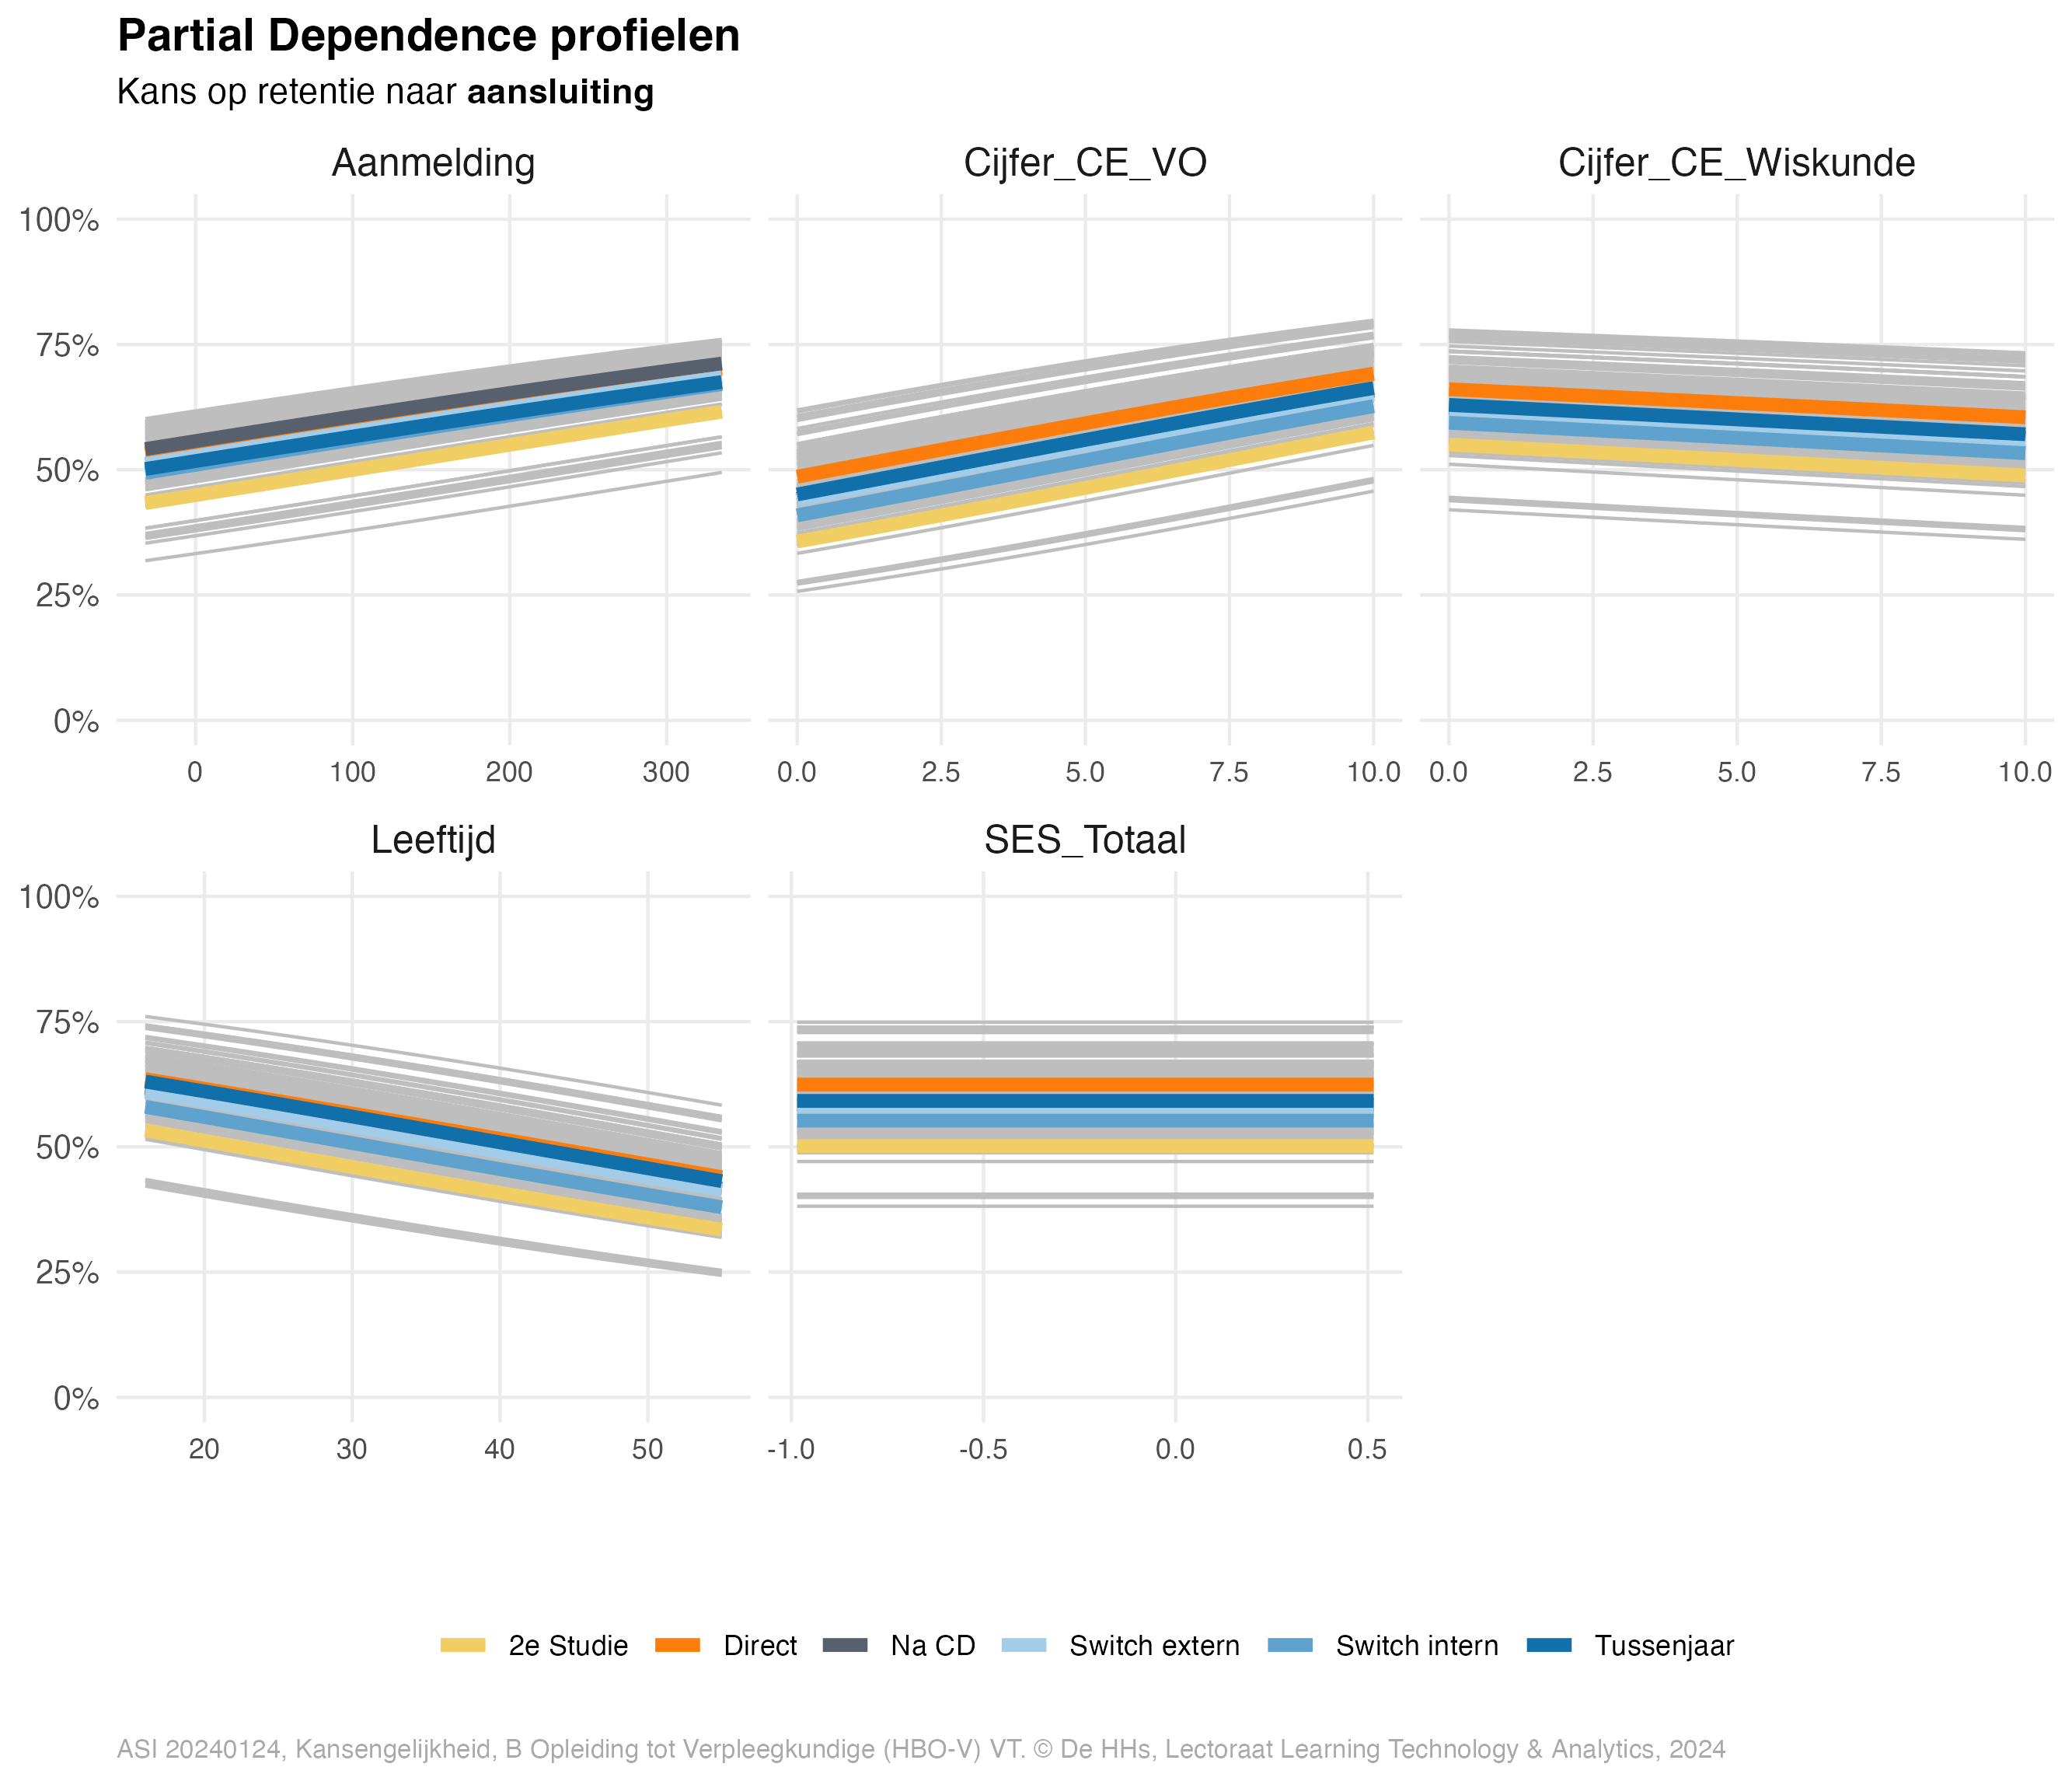 Partial Dependence profielen
Kans op retentie naar aansluiting
Aanmelding
Cijfer_CE_VO
Cijfer_CE_Wiskunde
100%
75%
50%
25%
0%
0 100 200 300
0.0 2.5 5.0 7.5 10.0
0.0 2.5 5.0 7.5 10.0
Leeftijd
SES_Totaal
100%
75%
50%
25%
0%
20 30 40 50
-1.0 -0.5 0.0 0.5
2e Studie Direct Na CD Switch extern Switch intern Tussenjaar
ASI 20240124, Kansengelijkheid, B Opleiding tot Verpleegkundige (HBO-V) VT. © De HHs, Lectoraat Learning Technology & Analytics, 2024